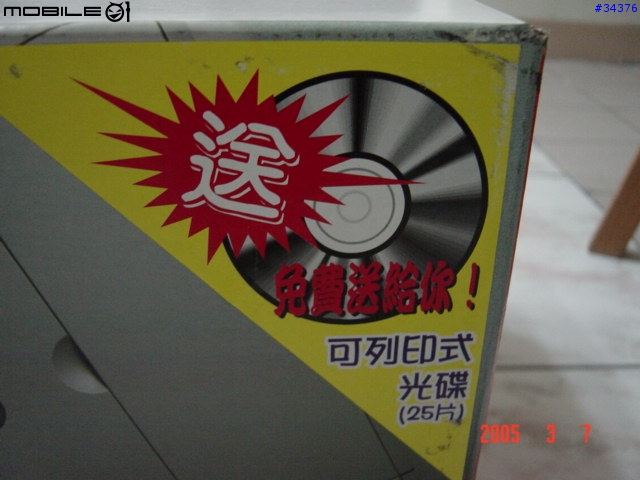 MOBILE01
#34376
送
免費送給你！
可列印式
光碟
(25片)
2005 3 7